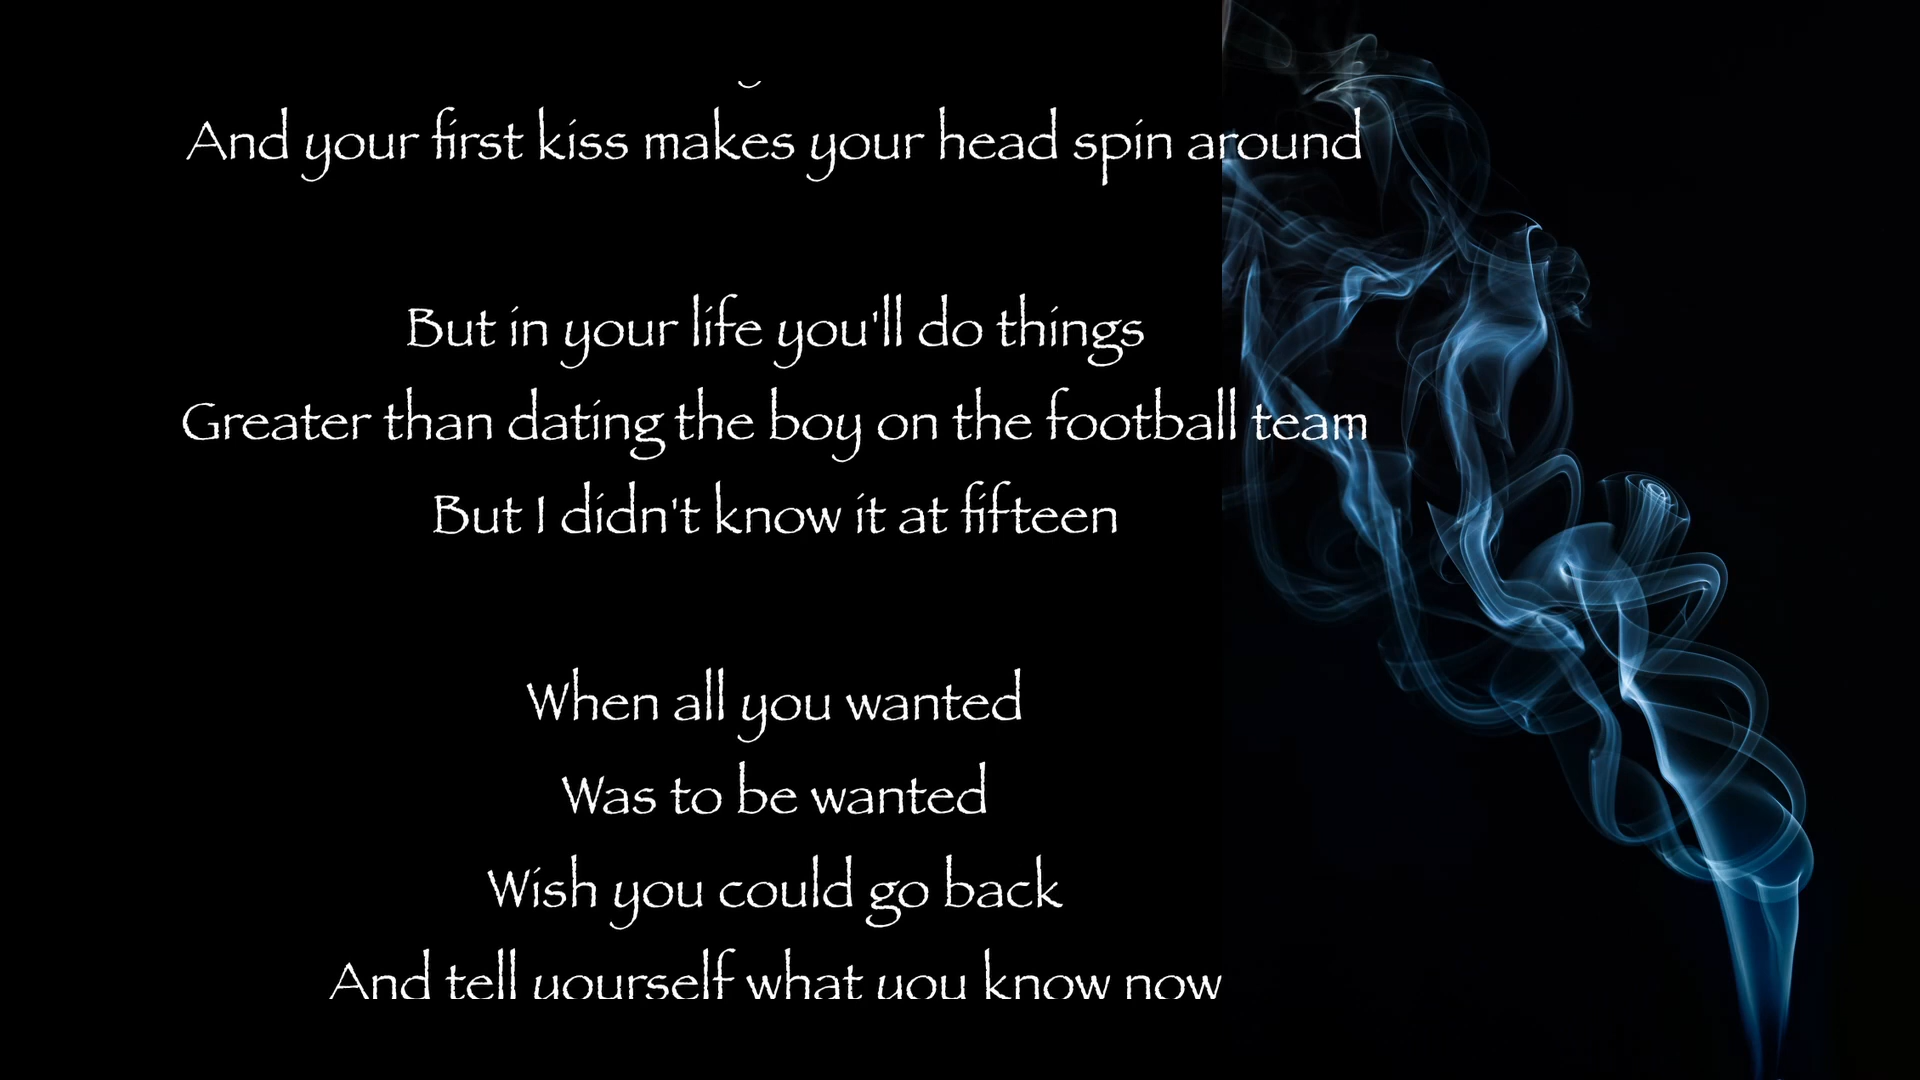 And your first kiss makes your head spin around
But in your life you'll do things
Greater than dating the boy on the football team
But I didn't know it at fifteen
When all you wanted
Was to be wanted
Wish you could go back
And tell yourself what you know now